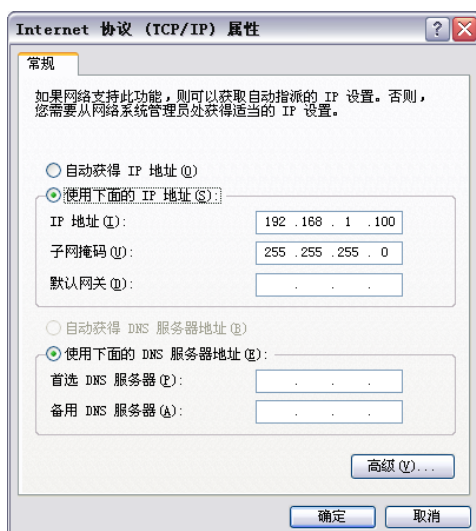 Internet 协议 (TCP/IP) 属性
常规
如果网络支持此功能，则可以获取自动指派的 IP 设置。否则，
您需要从网络系统管理员处获得适当的 IP 设置。
自动获得 IP 地址(O)
使用下面的 IP 地址(S):
IP 地址(I): 192 .168 . 1 .100
子网掩码(U): 255 .255 .255 . 0
默认网关(D): . . .
自动获得 DNS 服务器地址(B)
使用下面的 DNS 服务器地址(E):
首选 DNS 服务器(P): . . .
备用 DNS 服务器(A): . . .
高级(V)...
确定 取消